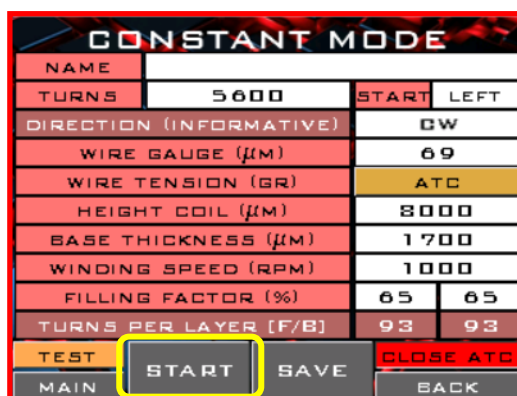 CONSTANT MODE
NAME
TURNS 5600 START LEFT
DIRECTION (INFORMATIVE) CW
WIRE GAUGE (µM) 69
WIRE TENSION (GR) ATC
HEIGHT COIL (µM) 8000
BASE THICKNESS (µM) 1700
WINDING SPEED (RPM) 1000
FILLING FACTOR (%) 65 65
TURNS PER LAYER [F/B] 93 93
TEST START SAVE CLOSE ATC
MAIN BACK